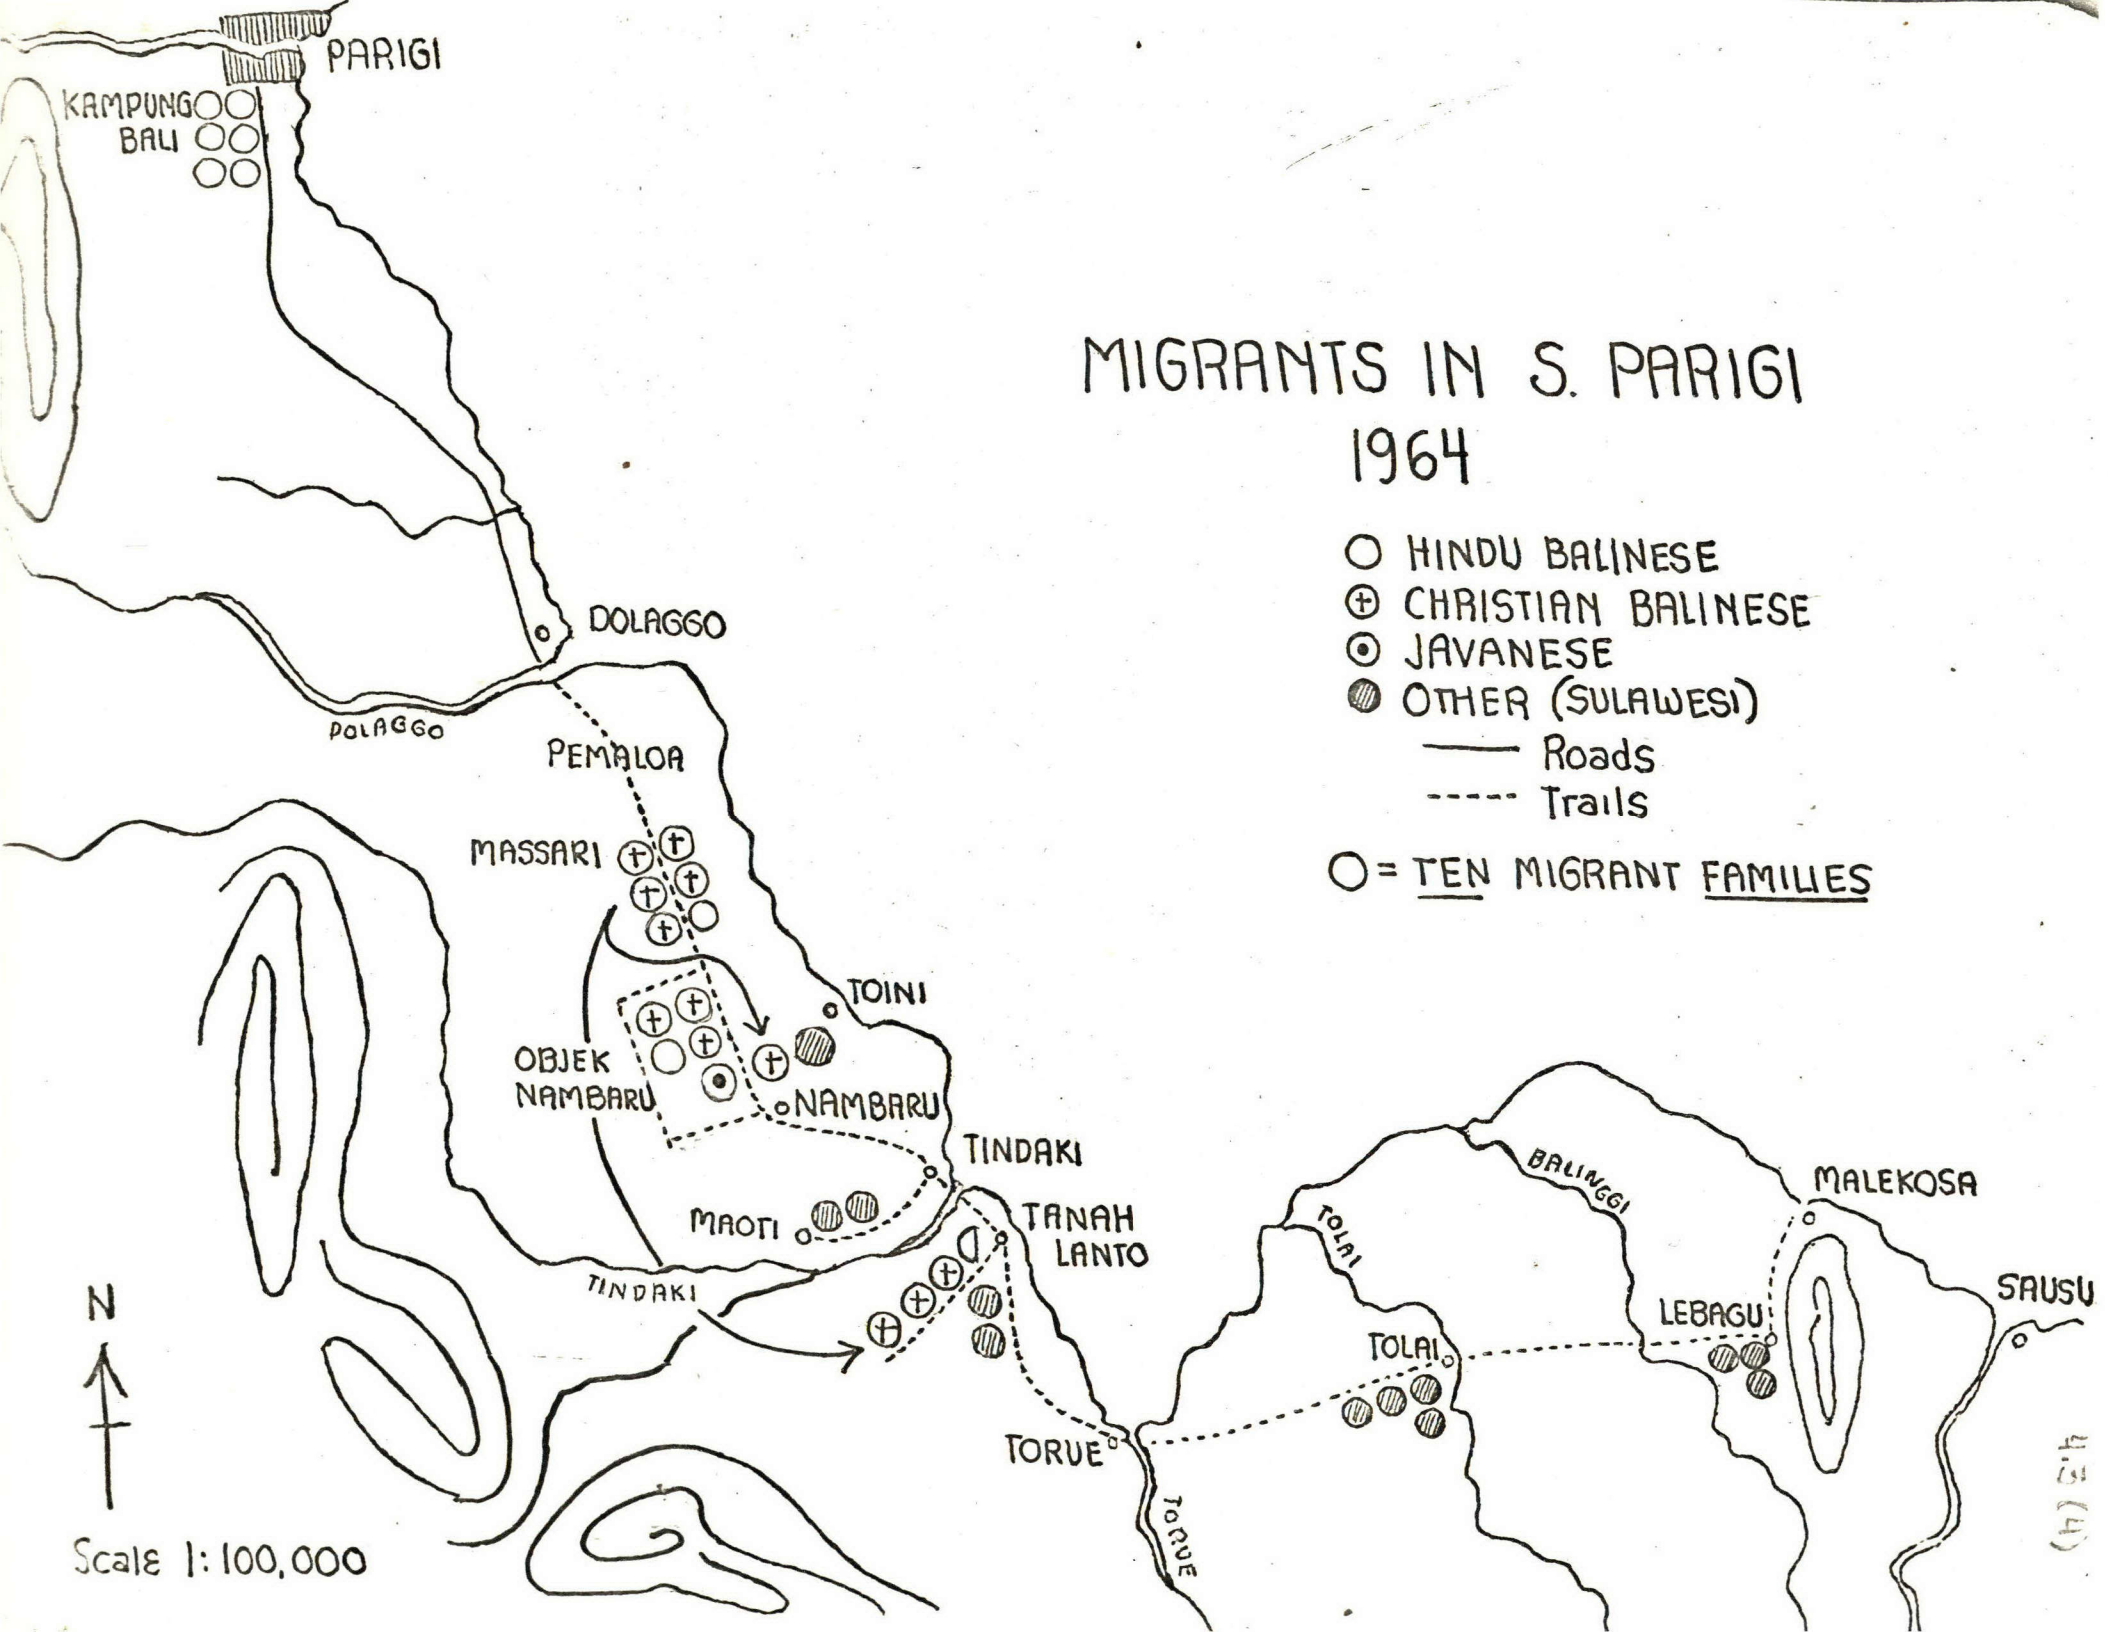 PARIGI
KAMPUNG
BALI
MIGRANTS IN S. PARIGI
1964
HINDU BALINESE
CHRISTIAN BALINESE
JAVANESE
OTHER (SULAWESI)
Roads
Trails
O = TEN MIGRANT FAMILIES
DOLAGGO
DOLAGGO
PEMALOA
MASSARI
TOINI
OBJEK
NAMBARU
NAMBARU
TINDAKI
MAOTI
TANAH
LANTO
TINDAKI
BALINGGI
MALEKOSA
TOLAI
SAUSU
LEBAGU
TOLAI
TORUE
TORUE
N
Scale 1:100,000